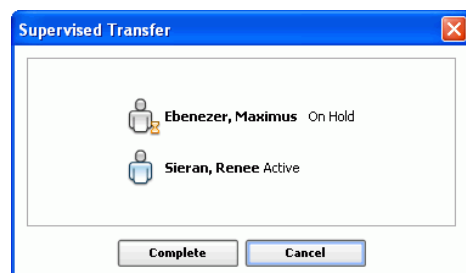 Supervised Transfer
Ebenezer, Maximus On Hold
Sieran, Renee Active
Complete Cancel